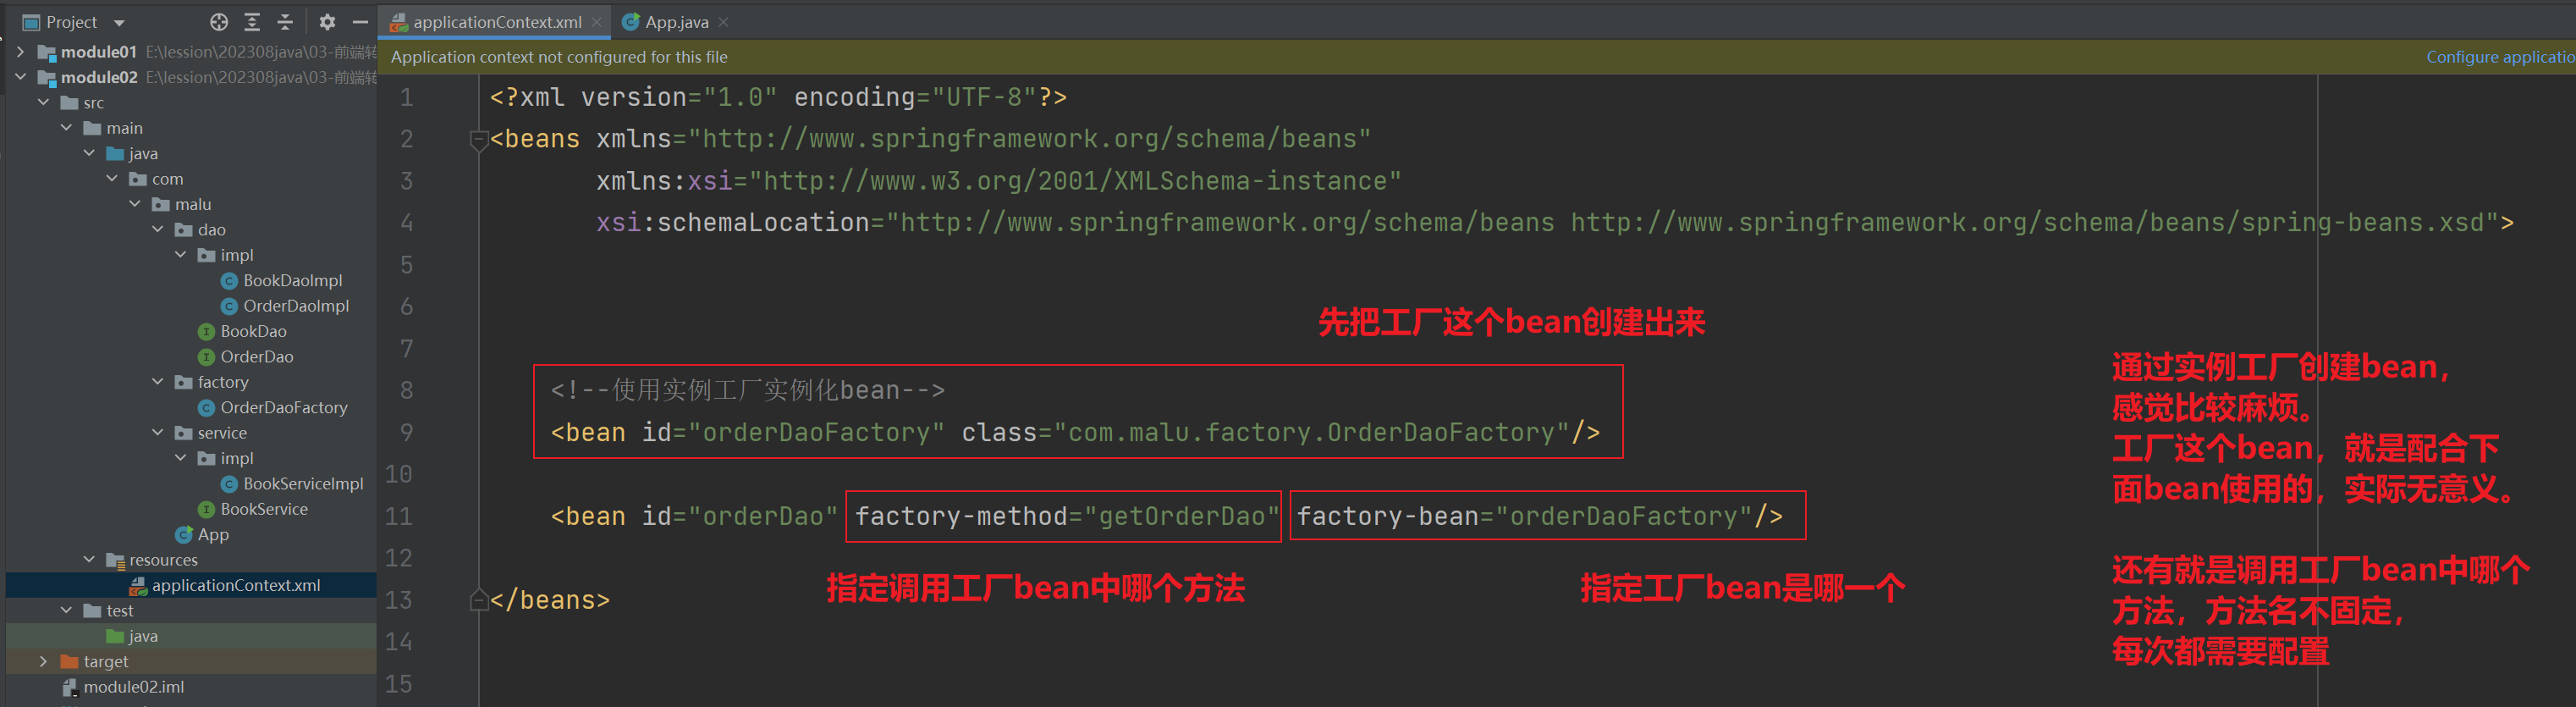 Project
applicationContext.xml
App.java
module01 E:\lession\202308java\03-前端转
module02 E:\lession\202308java\03-前端转
src
main
java
com
malu
dao
impl
BookDaoImpl
OrderDaoImpl
BookDao
OrderDao
factory
OrderDaoFactory
service
impl
BookServiceImpl
BookService
App
resources
applicationContext.xml
test
java
target
module02.iml
Application context not configured for this file
Configure applicatio
1 <?xml version="1.0" encoding="UTF-8"?>
2 <beans xmlns="http://www.springframework.org/schema/beans"
3 xmlns:xsi="http://www.w3.org/2001/XMLSchema-instance"
4 xsi:schemaLocation="http://www.springframework.org/schema/beans http://www.springframework.org/schema/beans/spring-beans.xsd">
5
6
先把工厂这个bean创建出来
7
8 <!--使用实例工厂实例化bean-->
9 <bean id="orderDaoFactory" class="com.malu.factory.OrderDaoFactory"/>
10
11 <bean id="orderDao" factory-method="getOrderDao" factory-bean="orderDaoFactory"/>
12
指定调用工厂bean中哪个方法
指定工厂bean是哪一个
13 </beans>
14
15
通过实例工厂创建bean，
感觉比较麻烦。
工厂这个bean，就是配合下
面bean使用的，实际无意义。
还有就是调用工厂bean中哪个
方法，方法名不固定，
每次都需要配置